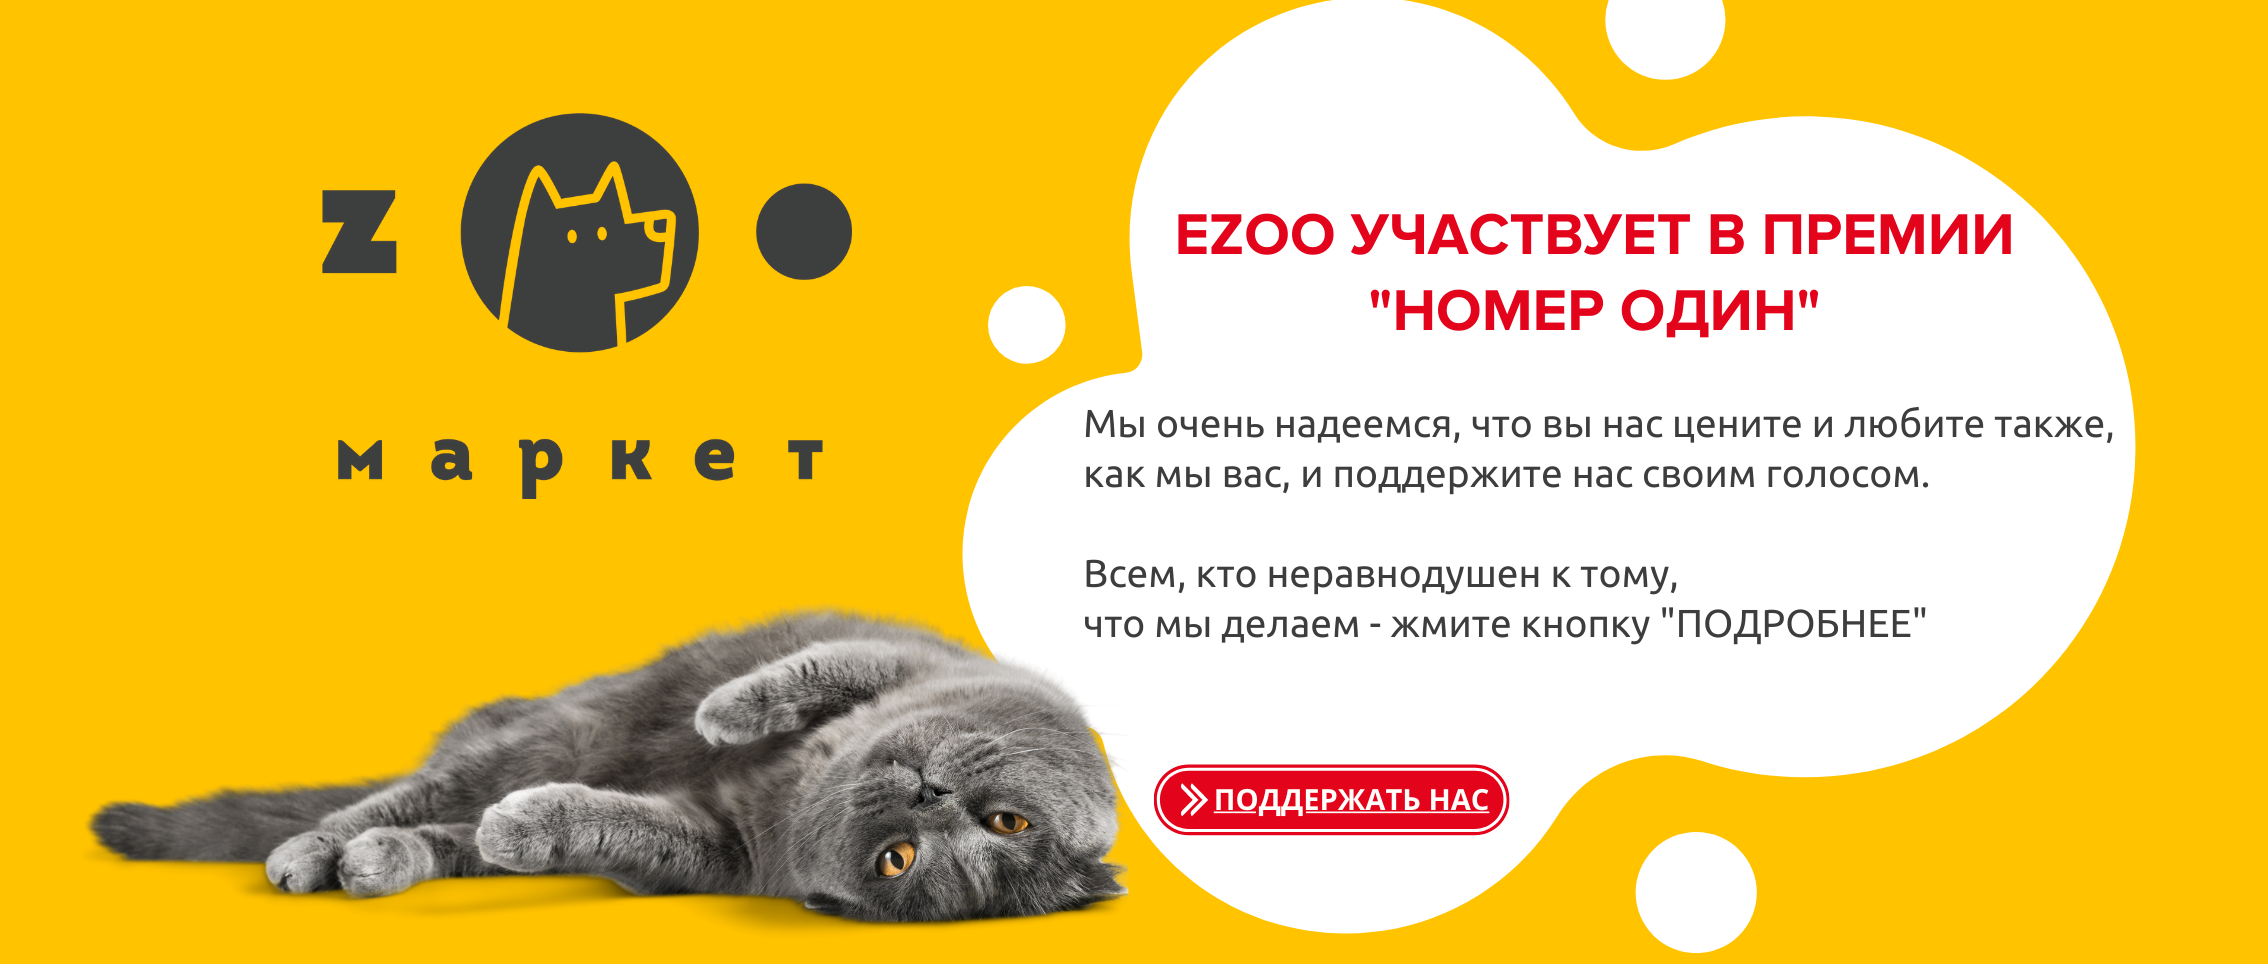 ZOO
маркет
EZOO УЧАСТВУЕТ В ПРЕМИИ
"НОМЕР ОДИН"
Мы очень надеемся, что вы нас цените и любите также,
как мы вас, и поддержите нас своим голосом.
Всем, кто неравнодушен к тому,
что мы делаем - жмите кнопку "ПОДРОБНЕЕ"
ПОДДЕРЖАТЬ НАС